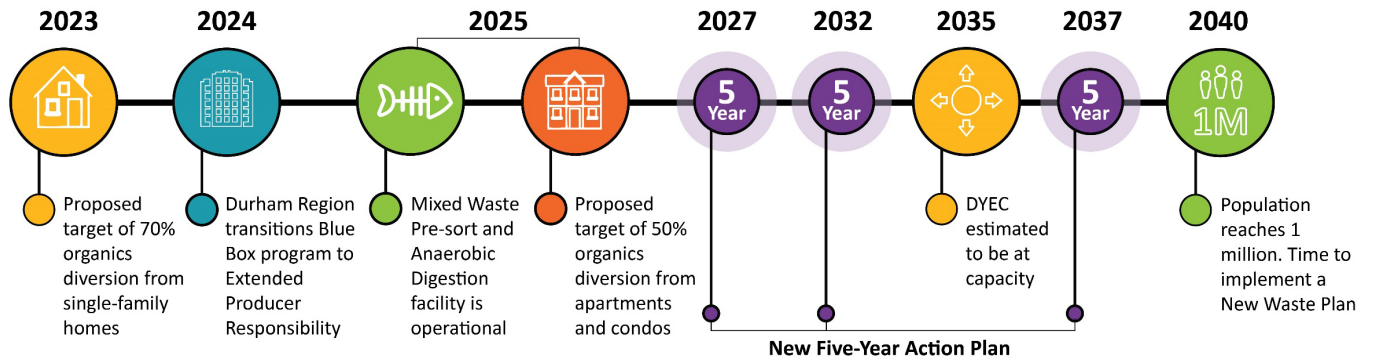 2023
2024
2025
2027
2032
2035
2037
2040
5
Year
5
Year
5
Year
1M
Proposed
target of 70%
organics
diversion from
single-family
homes
Durham Region
transitions Blue
Box program to
Extended
Producer
Responsibility
Mixed Waste
Pre-sort and
Anaerobic
Digestion
facility is
operational
Proposed
target of 50%
organics
diversion from
apartments
and condos
DYEC
estimated
to be at
capacity
Population
reaches 1
million. Time to
implement a
New Waste Plan
New Five-Year Action Plan